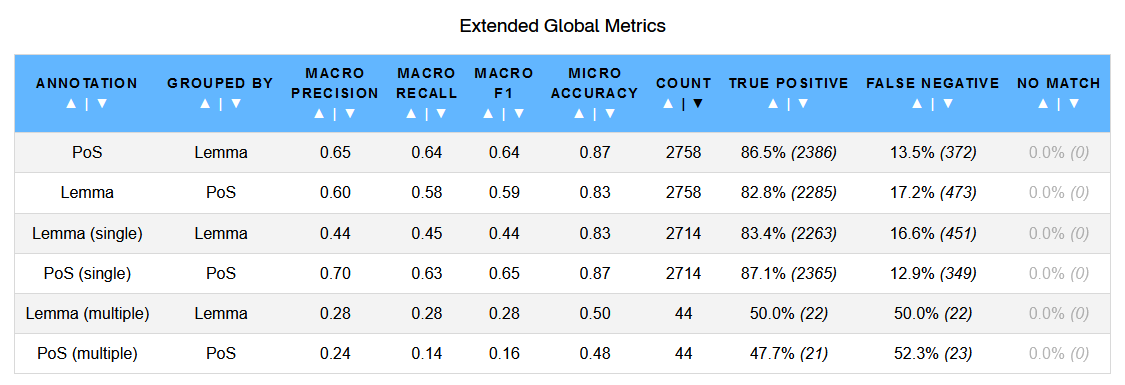 Extended Global Metrics
ANNOTATION ▲ | ▼ GROUPED BY ▲ | ▼ MACRO PRECISION ▲ | ▼ MACRO RECALL ▲ | ▼ MACRO F1 ▲ | ▼ MICRO ACCURACY ▲ | ▼ COUNT ▲ | ▼ TRUE POSITIVE ▲ | ▼ FALSE NEGATIVE ▲ | ▼ NO MATCH ▲ | ▼
PoS Lemma 0.65 0.64 0.64 0.87 2758 86.5% (2386) 13.5% (372) 0.0% (0)
Lemma PoS 0.60 0.58 0.59 0.83 2758 82.8% (2285) 17.2% (473) 0.0% (0)
Lemma (single) Lemma 0.44 0.45 0.44 0.83 2714 83.4% (2263) 16.6% (451) 0.0% (0)
PoS (single) PoS 0.70 0.63 0.65 0.87 2714 87.1% (2365) 12.9% (349) 0.0% (0)
Lemma (multiple) Lemma 0.28 0.28 0.28 0.50 44 50.0% (22) 50.0% (22) 0.0% (0)
PoS (multiple) PoS 0.24 0.14 0.16 0.48 44 47.7% (21) 52.3% (23) 0.0% (0)